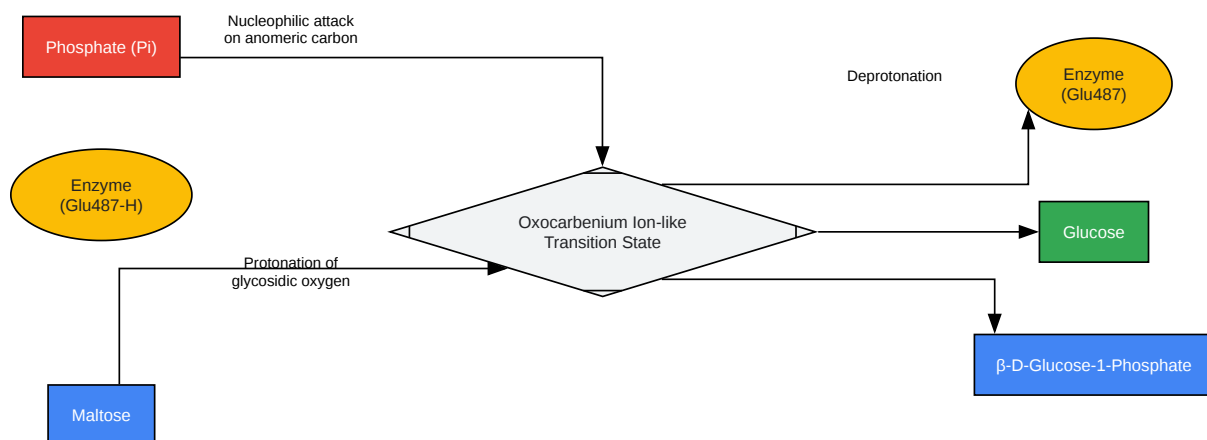 Nucleophilic attack
on anomeric carbon
Phosphate (Pi)
Deprotonation
Enzyme
(Glu487)
Enzyme
(Glu487-H)
Oxocarbenium Ion-like
Transition State
Glucose
Protonation of
glycosidic oxygen
β-D-Glucose-1-Phosphate
Maltose